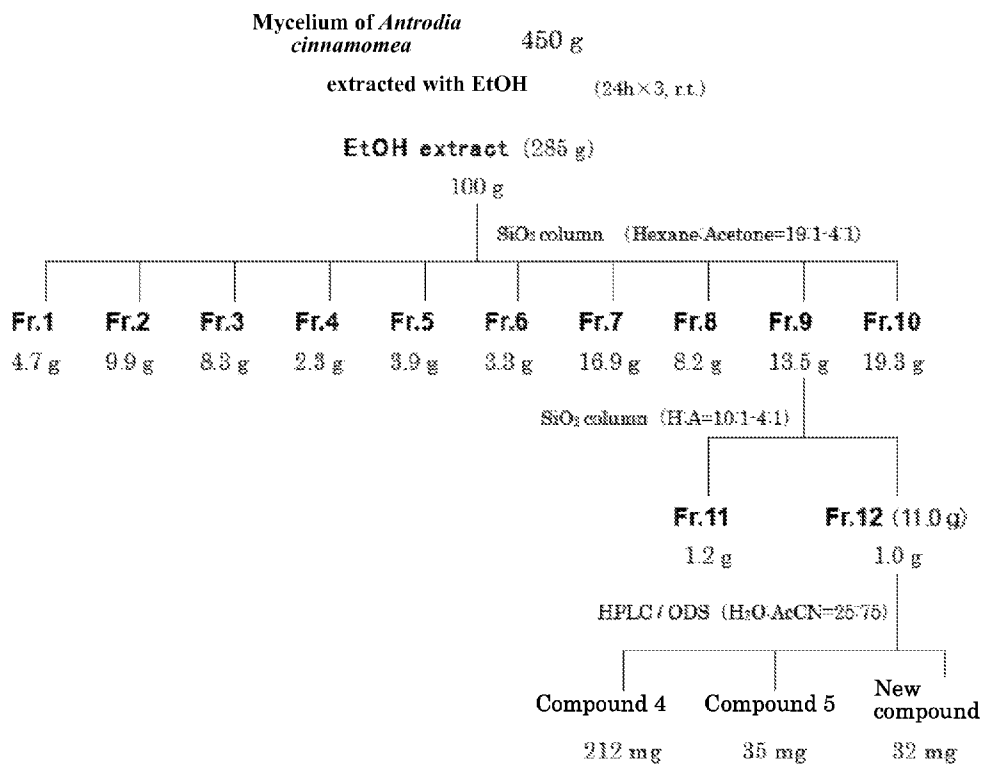 Mycelium of Antrodia
cinnamomea
450 g
extracted with EtOH (24h×3, r.t.)
EtOH extract (285 g)
100 g
SiO₂ column (Hexane:Acetone=19:1-4:1)
Fr.1 Fr.2 Fr.3 Fr.4 Fr.5 Fr.6 Fr.7 Fr.8 Fr.9 Fr.10
4.7 g 9.9 g 8.3 g 2.3 g 3.9 g 3.3 g 16.9 g 8.2 g 13.5 g 19.3 g
SiO₂ column (H:A=10:1-4:1)
Fr.11 Fr.12 (11.0 g)
1.2 g 1.0 g
HPLC / ODS (H₂O:AcCN=25:75)
Compound 4 Compound 5 New
compound
212 mg 35 mg 32 mg